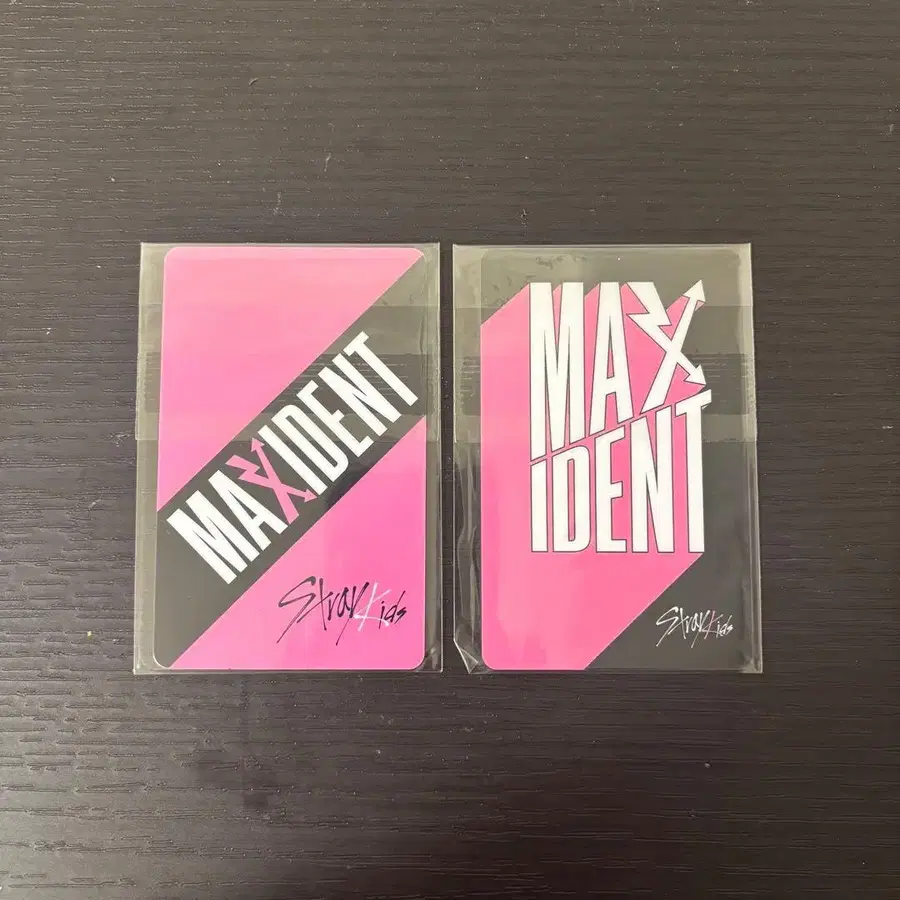 MAXIDENT
Stray Kids
MAX
IDENT
Stray Kids